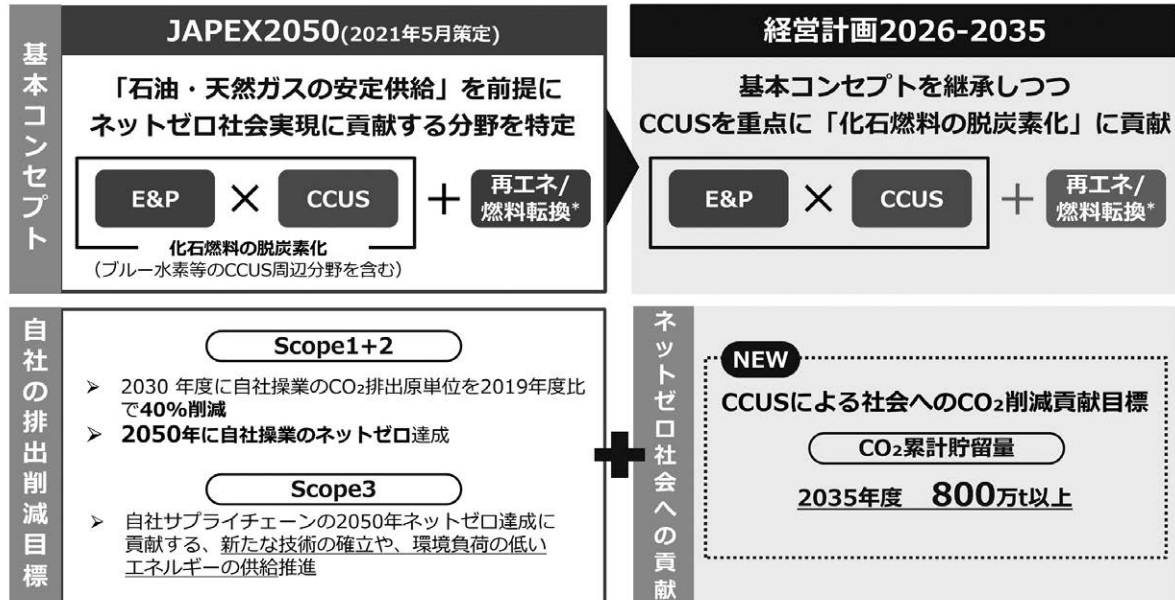 基本コンセプト
JAPEX2050(2021年5月策定)
「石油・天然ガスの安定供給」を前提に
ネットゼロ社会実現に貢献する分野を特定
E&P × CCUS + 再エネ/
燃料転換*
化石燃料の脱炭素化
(ブルー水素等のCCUS周辺分野を含む)
経営計画2026-2035
基本コンセプトを継承しつつ
CCUSを重点に「化石燃料の脱炭素化」に貢献
E&P × CCUS + 再エネ/
燃料転換*
自社の排出削減目標
Scope1+2
➢ 2030 年度に自社操業のCO₂排出原単位を2019年度比
で40%削減
➢ 2050年に自社操業のネットゼロ達成
Scope3
➢ 自社サプライチェーンの2050年ネットゼロ達成に
貢献する、新たな技術の確立や、環境負荷の低い
エネルギーの供給推進
+
ネットゼロ社会への貢献
NEW
CCUSによる社会へのCO₂削減貢献目標
CO₂累計貯留量
2035年度 800万t以上